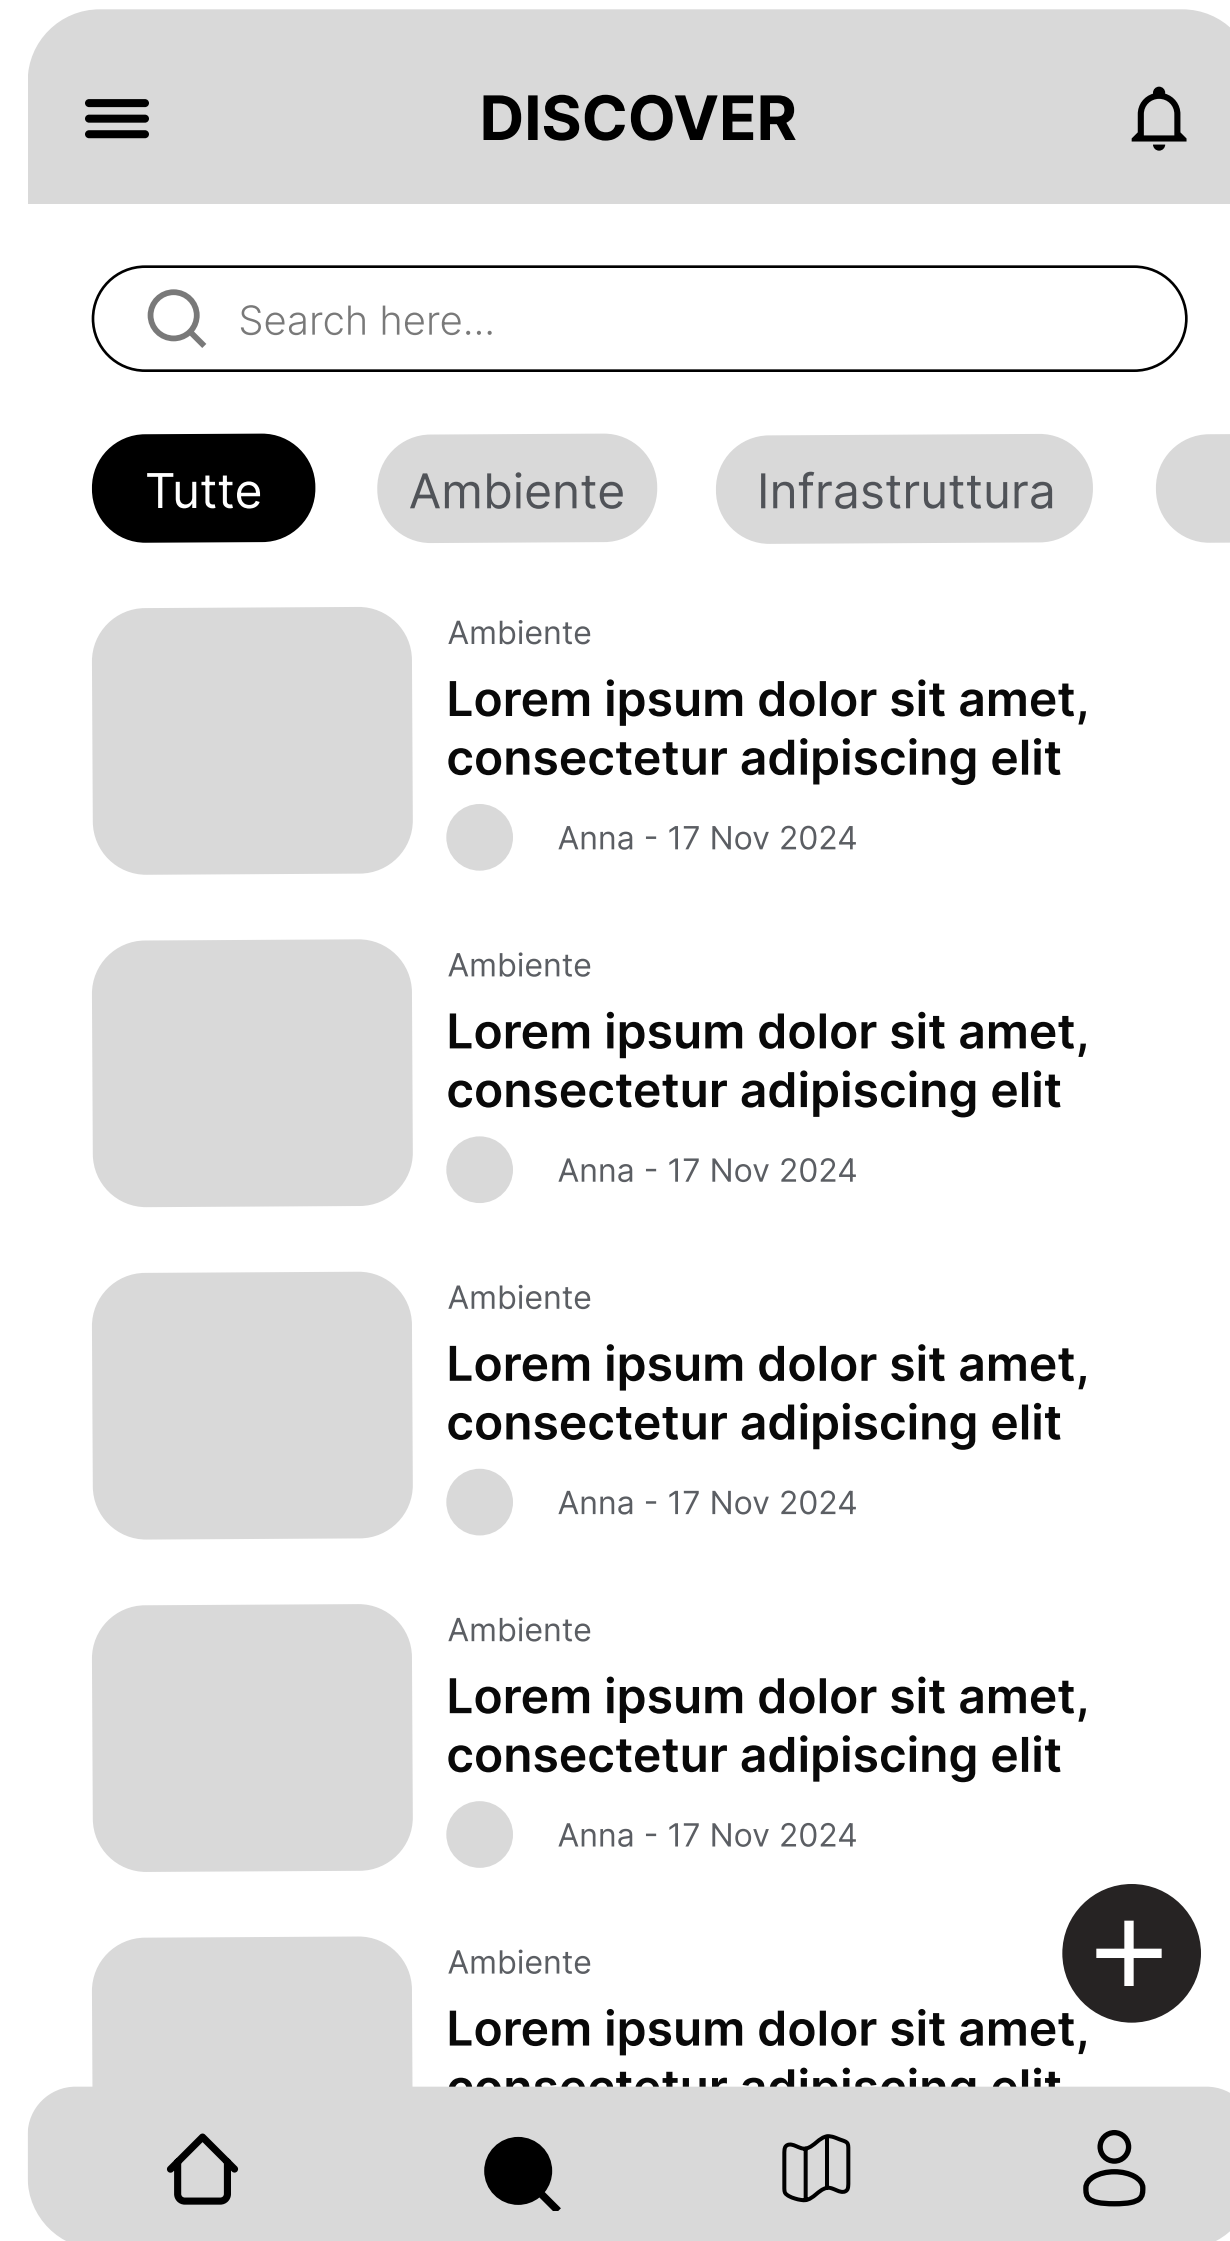 DISCOVER
Search here...
Tutte
Ambiente
Infrastruttura
Ambiente
Lorem ipsum dolor sit amet,
consectetur adipiscing elit
Anna - 17 Nov 2024
Ambiente
Lorem ipsum dolor sit amet,
consectetur adipiscing elit
Anna - 17 Nov 2024
Ambiente
Lorem ipsum dolor sit amet,
consectetur adipiscing elit
Anna - 17 Nov 2024
Ambiente
Lorem ipsum dolor sit amet,
consectetur adipiscing elit
Anna - 17 Nov 2024
Ambiente
Lorem ipsum dolor sit amet,
consectetur adipiscing elit